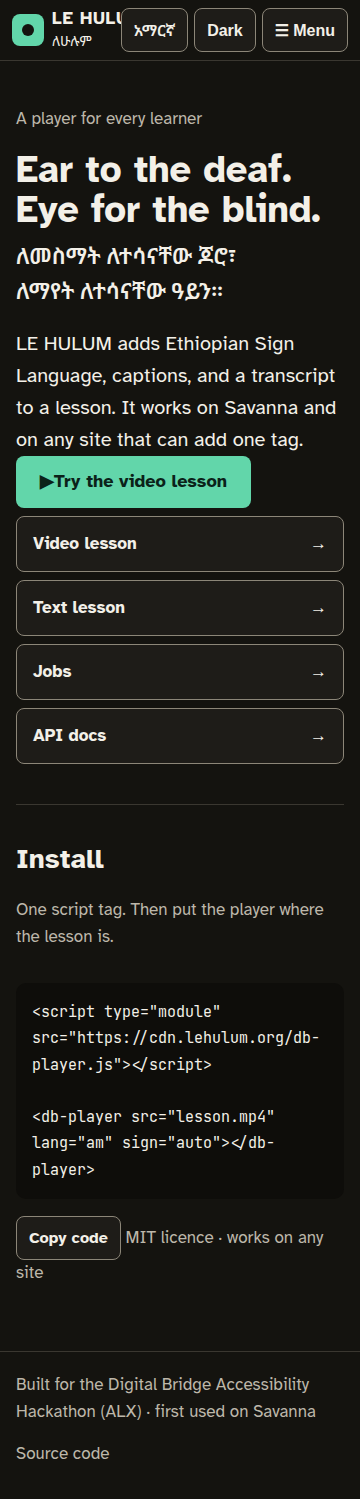 LE HULU
ለሁሉም
አማርኛ
Dark
☰ Menu
A player for every learner
Ear to the deaf.
Eye for the blind.
ለመስማት ለተሳናቸው ጆሮ፣
ለማየት ለተሳናቸው ዓይን።
LE HULUM adds Ethiopian Sign
Language, captions, and a transcript
to a lesson. It works on Savanna and
on any site that can add one tag.
▶Try the video lesson
Video lesson →
Text lesson →
Jobs →
API docs →
Install
One script tag. Then put the player where
the lesson is.
<script type="module"
src="https://cdn.lehulum.org/db-
player.js"></script>
<db-player src="lesson.mp4"
lang="am" sign="auto"></db-
player>
Copy code MIT licence · works on any
site
Built for the Digital Bridge Accessibility
Hackathon (ALX) · first used on Savanna
Source code